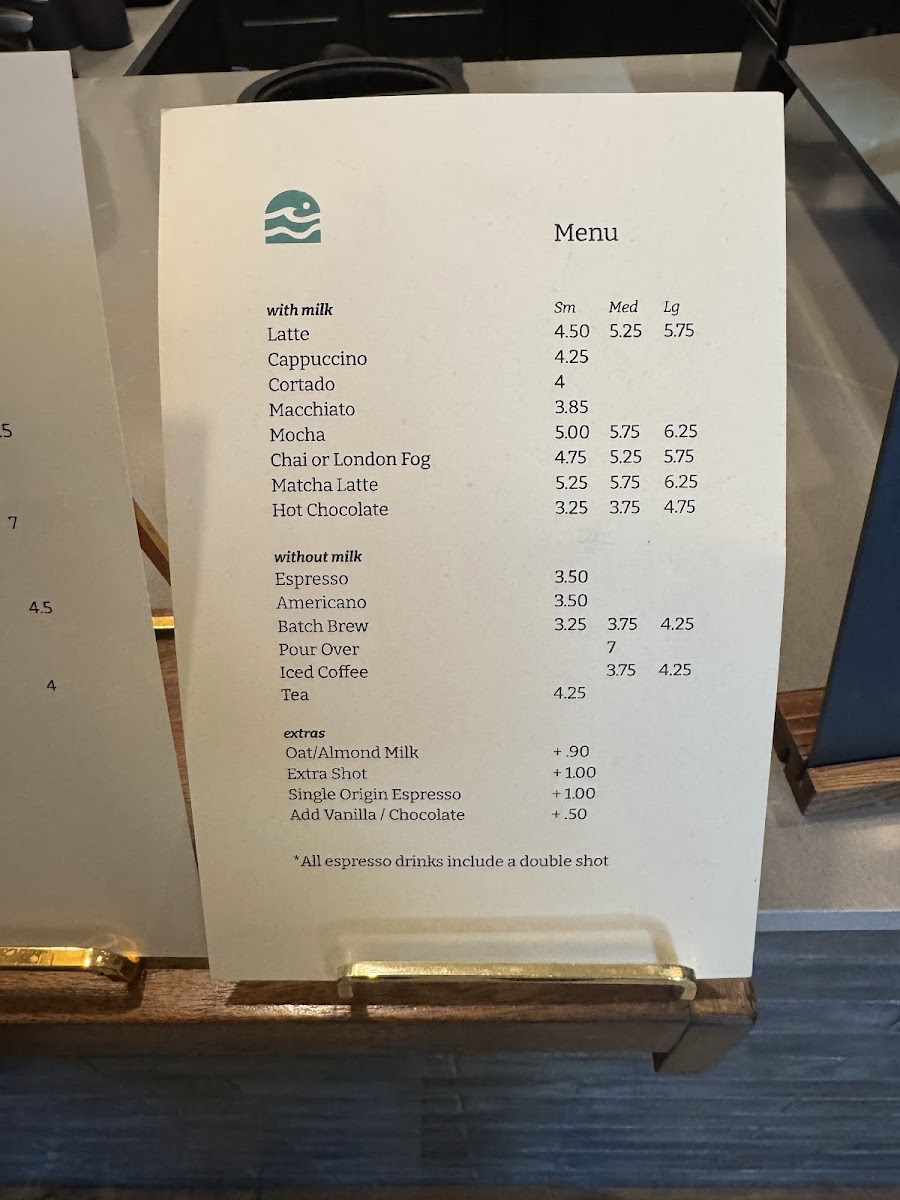 Menu
with milk Sm Med Lg
Latte 4.50 5.25 5.75
Cappuccino 4.25
Cortado 4
Macchiato 3.85
Mocha 5.00 5.75 6.25
Chai or London Fog 4.75 5.25 5.75
Matcha Latte 5.25 5.75 6.25
Hot Chocolate 3.25 3.75 4.75
without milk
Espresso 3.50
Americano 3.50
Batch Brew 3.25 3.75 4.25
Pour Over 7
Iced Coffee 3.75 4.25
Tea 4.25
extras
Oat/Almond Milk + .90
Extra Shot + 1.00
Single Origin Espresso + 1.00
Add Vanilla / Chocolate + .50
*All espresso drinks include a double shot
7
4.5
4